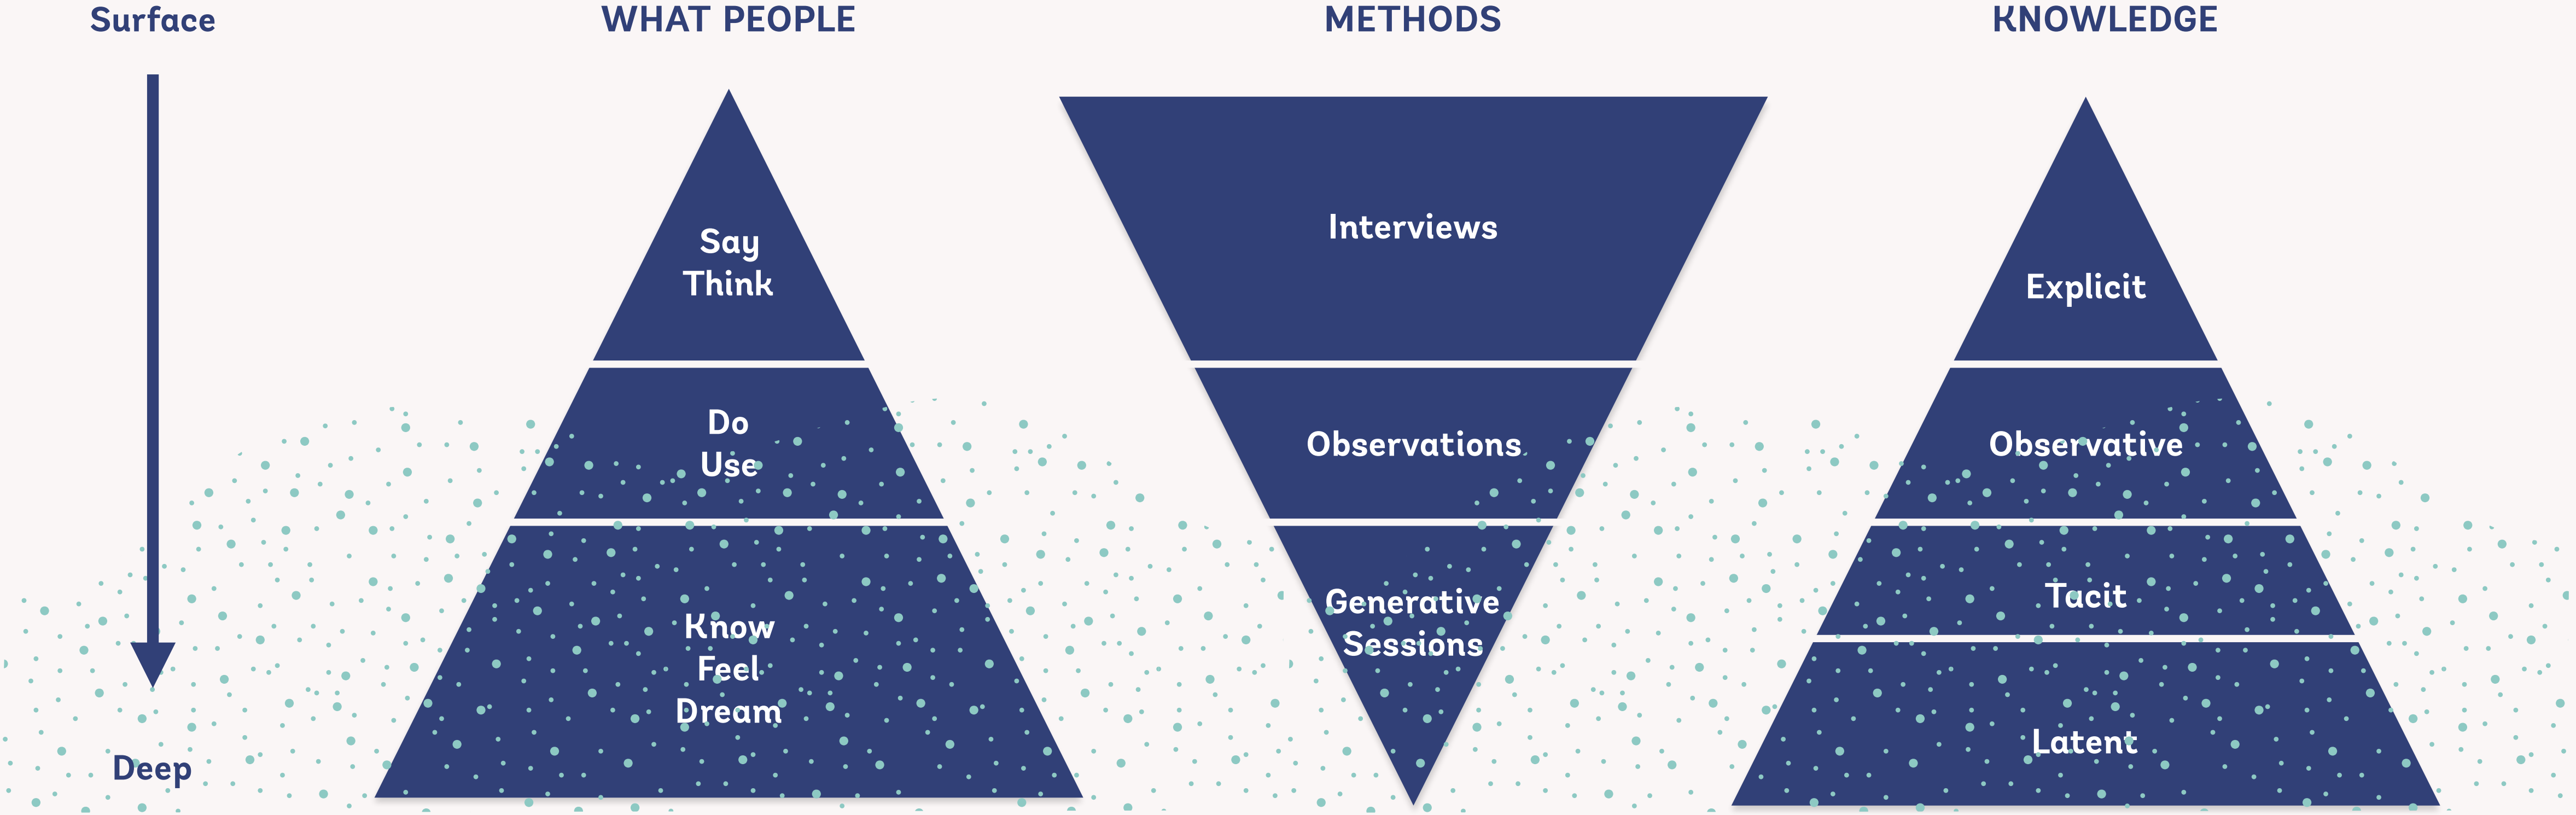 Surface
Deep
WHAT PEOPLE
Say
Think
Do
Use
Know
Feel
Dream
METHODS
Interviews
Observations
Generative
Sessions
KNOWLEDGE
Explicit
Observative
Tacit
Latent